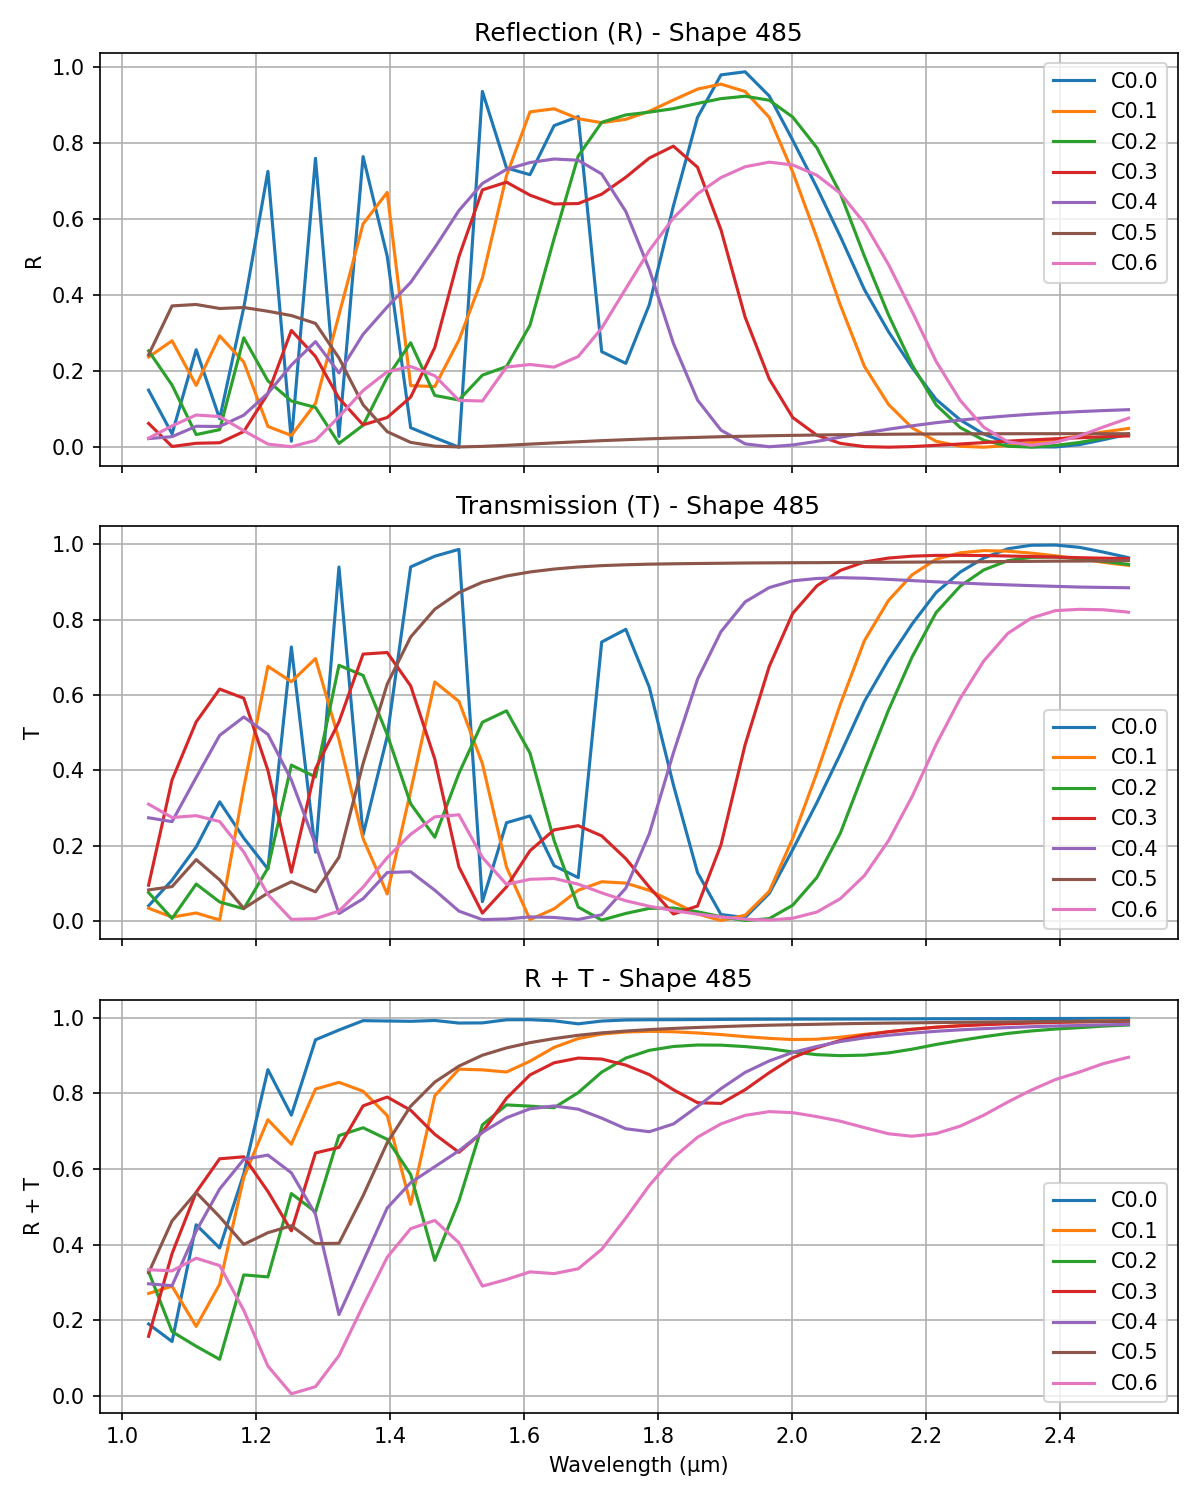 Reflection (R) - Shape 485
1.0
0.8
0.6
0.4
0.2
0.0
R
C0.0
C0.1
C0.2
C0.3
C0.4
C0.5
C0.6
Transmission (T) - Shape 485
1.0
0.8
0.6
0.4
0.2
0.0
T
C0.0
C0.1
C0.2
C0.3
C0.4
C0.5
C0.6
R + T - Shape 485
1.0
0.8
0.6
0.4
0.2
0.0
R + T
C0.0
C0.1
C0.2
C0.3
C0.4
C0.5
C0.6
1.0 1.2 1.4 1.6 1.8 2.0 2.2 2.4
Wavelength (μm)